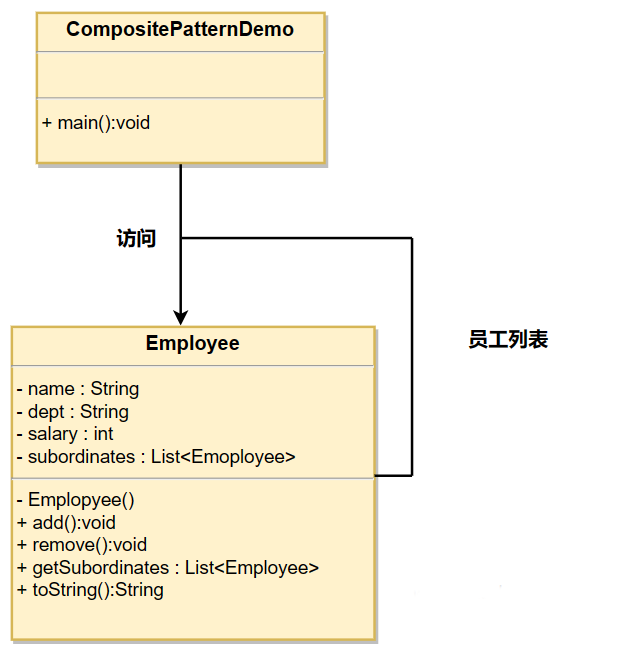 CompositePatternDemo
+ main():void
访问
员工列表
Employee
- name : String
- dept : String
- salary : int
- subordinates : List<Emoployee>
- Emplopyee()
+ add():void
+ remove():void
+ getSubordinates : List<Employee>
+ toString():String